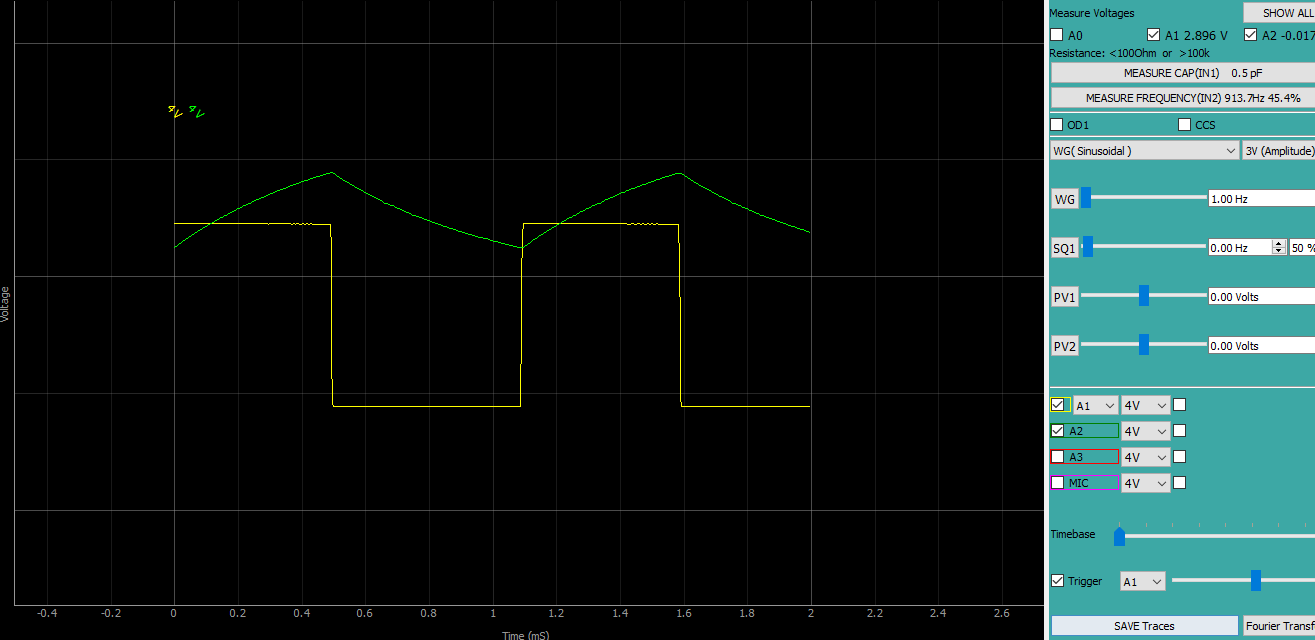 Measure Voltages
SHOW ALL
A0
A1 2.896 V
A2 -0.017
Resistance: <100Ohm or >100k
MEASURE CAP(IN1) 0.5 pF
MEASURE FREQUENCY(IN2) 913.7Hz 45.4%
OD1
CCS
WG( Sinusoidal )
3V (Amplitude)
WG
1.00 Hz
SQ1
0.00 Hz
50 %
PV1
0.00 Volts
PV2
0.00 Volts
A1
4V
A2
4V
A3
4V
MIC
4V
Timebase
Trigger
A1
SAVE Traces
Fourier Transf
Voltage
-0.4 -0.2 0 0.2 0.4 0.6 0.8 1 1.2 1.4 1.6 1.8 2 2.2 2.4 2.6
Time (mS)